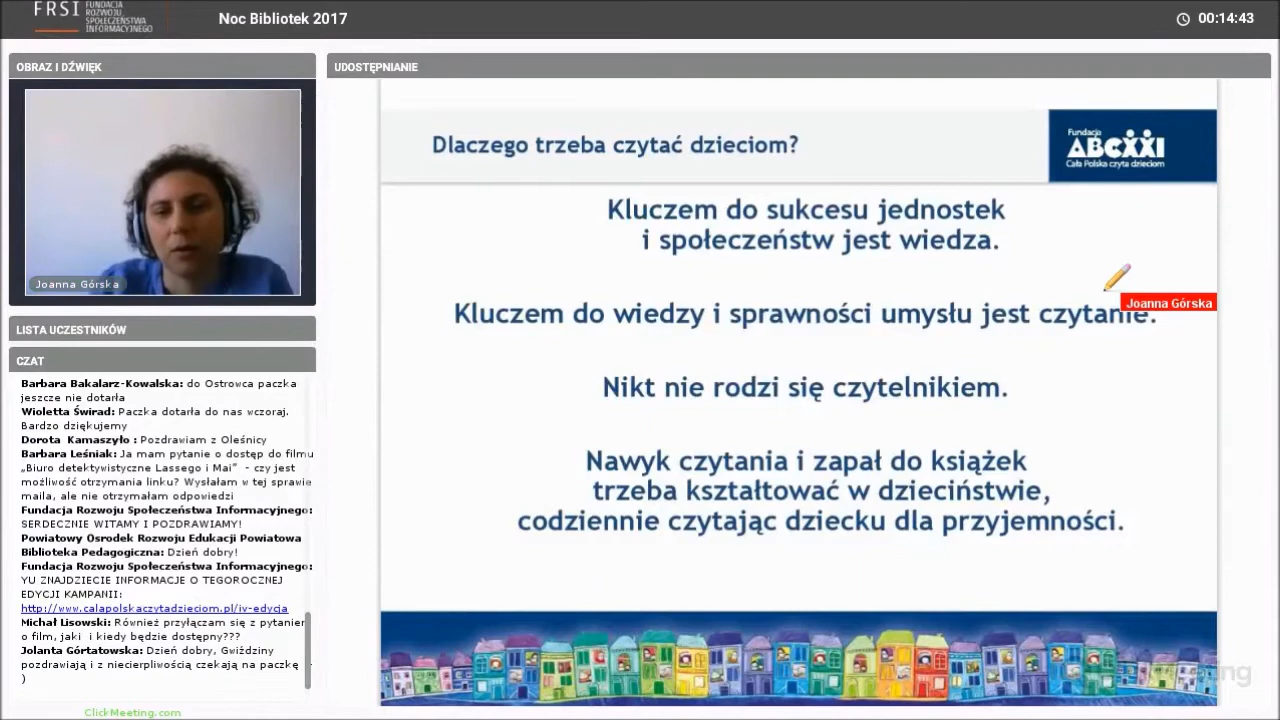 FRSI
FUNDACJA
ROZWOJU
SPOŁECZEŃSTWA
INFORMACYJNEGO
Noc Bibliotek 2017
00:14:43
OBRAZ I DŹWIĘK
Joanna Górska
LISTA UCZESTNIKÓW
CZAT
Barbara Bakalarz-Kowalska: do Ostrowca paczka
jeszcze nie dotarła
Wioletta Świrad: Paczka dotarła do nas wczoraj.
Bardzo dziękujemy
Dorota Kamaszyło : Pozdrawiam z Oleśnicy
Barbara Leśniak: Ja mam pytanie o dostęp do filmu
„Biuro detektywistyczne Lassego i Mai" - czy jest
możliwość otrzymania linku? Wysłałam w tej sprawie
maila, ale nie otrzymałam odpowiedzi
Fundacja Rozwoju Społeczeństwa Informacyjnego:
SERDECZNIE WITAMY I POZDRAWIAMY!
Powiatowy Ośrodek Rozwoju Edukacji Powiatowa
Biblioteka Pedagogiczna: Dzień dobry!
Fundacja Rozwoju Społeczeństwa Informacyjnego:
YU ZNAJDZIECIE INFORMACJE O TEGOROCZNEJ
EDYCJI KAMPANII:
http://www.calapolskaczytadzieciom.pl/iv-edycja
Michał Lisowski: Również przyłączam się z pytaniem
o film, jaki i kiedy będzie dostępny???
Jolanta Górtatowska: Dzień dobry, Gwiździny
pozdrawiają i z niecierpliwością czekają na paczkę
)
ClickMeeting.com
UDOSTĘPNIANIE
Dlaczego trzeba czytać dzieciom?
Fundacja
ABCXXI
Cała Polska czyta dzieciom
Kluczem do sukcesu jednostek
i społeczeństw jest wiedza.
Joanna Górska
Kluczem do wiedzy i sprawności umysłu jest czytanie.
Nikt nie rodzi się czytelnikiem.
Nawyk czytania i zapał do książek
trzeba kształtować w dzieciństwie,
codziennie czytając dziecku dla przyjemności.